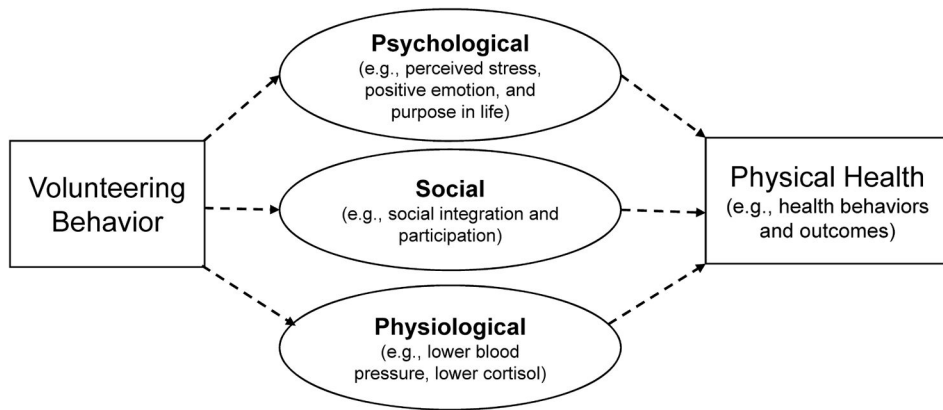 Psychological
(e.g., perceived stress,
positive emotion, and
purpose in life)
Volunteering
Behavior
Social
(e.g., social integration and
participation)
Physical Health
(e.g., health behaviors
and outcomes)
Physiological
(e.g., lower blood
pressure, lower cortisol)